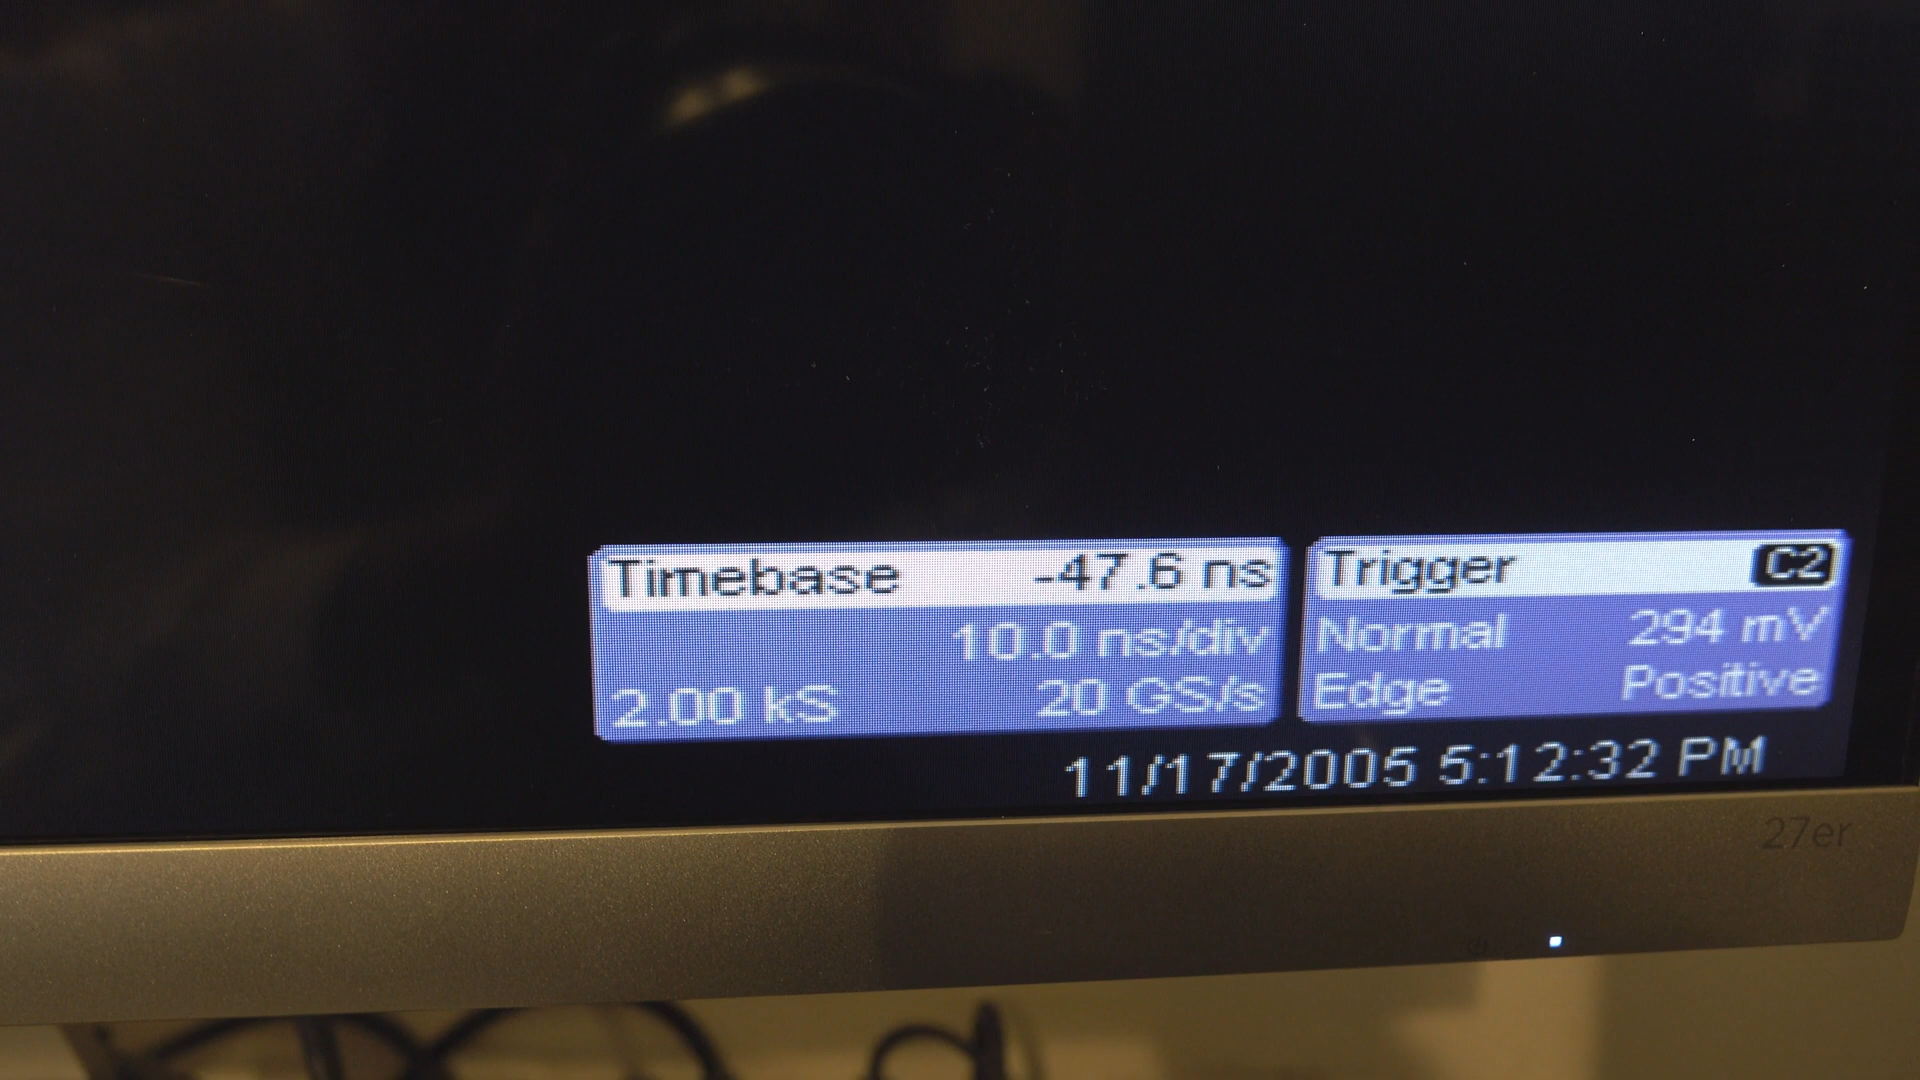 Timebase -47.6 ns
10.0 ns/div
2.00 kS 20 GS/s
Trigger C2
Normal 294 mV
Edge Positive
11/17/2005 5:12:32 PM
27er